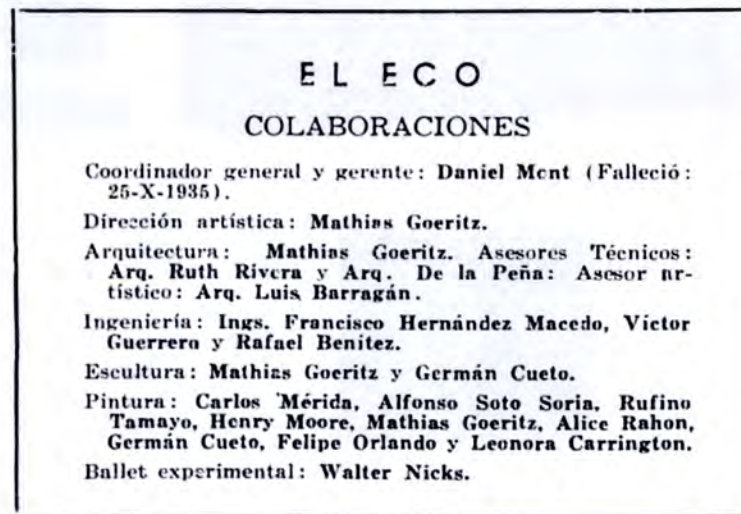 EL ECO
COLABORACIONES
Coordinador general y gerente: Daniel Mont (Falleció:
25-X-1935).
Dirección artística: Mathias Goeritz.
Arquitectura: Mathias Goeritz. Asesores Técnicos:
Arq. Ruth Rivera y Arq. De la Peña: Asesor ar-
tístico: Arq. Luis Barragán.
Ingeniería: Ings. Francisco Hernández Macedo, Víctor
Guerrero y Rafael Benítez.
Escultura: Mathias Goeritz y Germán Cueto.
Pintura: Carlos Mérida, Alfonso Soto Soria, Rufino
Tamayo, Henry Moore, Mathias Goeritz, Alice Rahon,
Germán Cueto, Felipe Orlando y Leonora Carrington.
Ballet experimental: Walter Nicks.